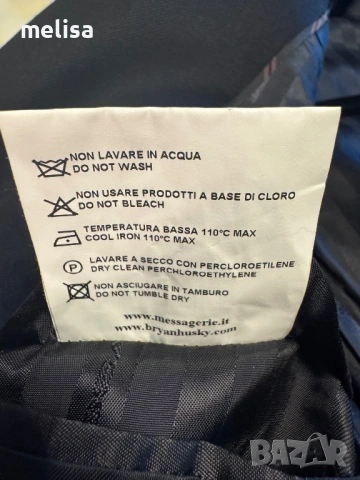 melisa
NON LAVARE IN ACQUA
DO NOT WASH
NON USARE PRODOTTI A BASE DI CLORO
DO NOT BLEACH
TEMPERATURA BASSA 110°C MAX
COOL IRON 110°C MAX
P LAVARE A SECCO CON PERCLOROETILENE
DRY CLEAN PERCHLOROETHYLENE
NON ASCIUGARE IN TAMBURO
DO NOT TUMBLE DRY
www.messagerie.it
www.bryanhusky.com
BAZAR